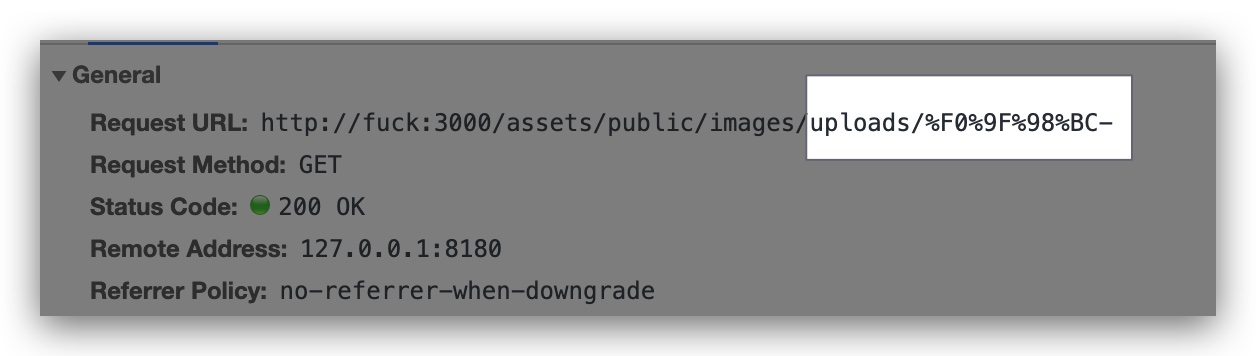 General
Request URL: http://fuck:3000/assets/public/images/uploads/%F0%9F%98%BC-
Request Method: GET
Status Code: 200 OK
Remote Address: 127.0.0.1:8180
Referrer Policy: no-referrer-when-downgrade